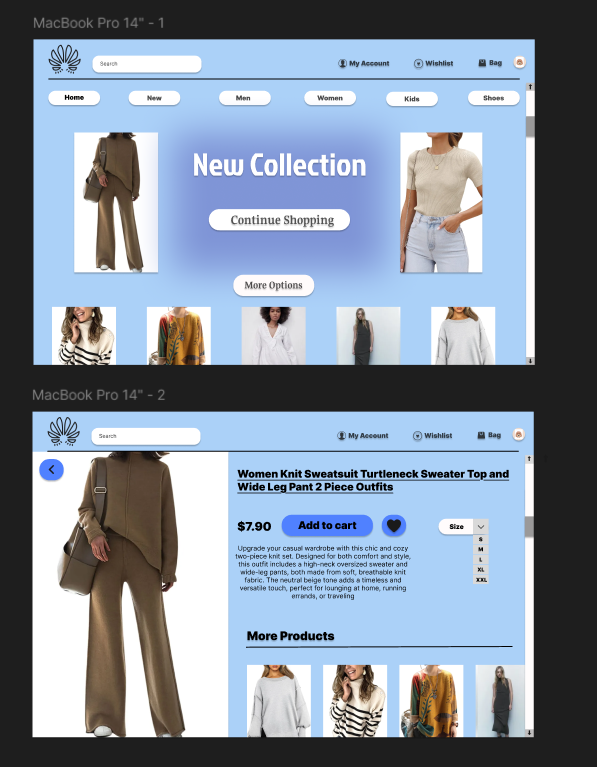 MacBook Pro 14" - 1
Search
My Account
Wishlist
Bag
Home
New
Men
Women
Kids
Shoes
New Collection
Continue Shopping
More Options
MacBook Pro 14" - 2
Search
My Account
Wishlist
Bag
Women Knit Sweatsuit Turtleneck Sweater Top and
Wide Leg Pant 2 Piece Outfits
$7.90
Add to cart
Size
S
M
L
XL
XXL
Upgrade your casual wardrobe with this chic and cozy
two-piece knit set. Designed for both comfort and style,
this outfit includes a high-neck oversized sweater and
wide-leg pants, both made from soft, breathable knit
fabric. The neutral beige tone adds a timeless and
versatile touch, perfect for lounging at home, running
errands, or traveling
More Products